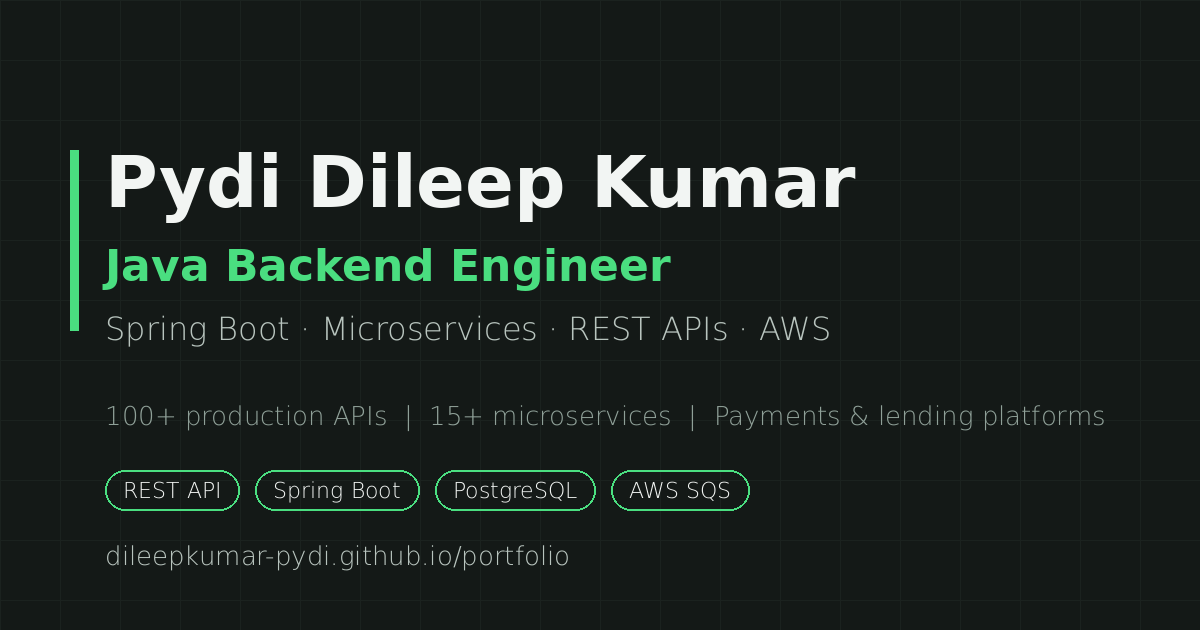 Pydi Dileep Kumar
Java Backend Engineer
Spring Boot · Microservices · REST APIs · AWS
100+ production APIs | 15+ microservices | Payments & lending platforms
REST API Spring Boot PostgreSQL AWS SQS
dileepkumar-pydi.github.io/portfolio